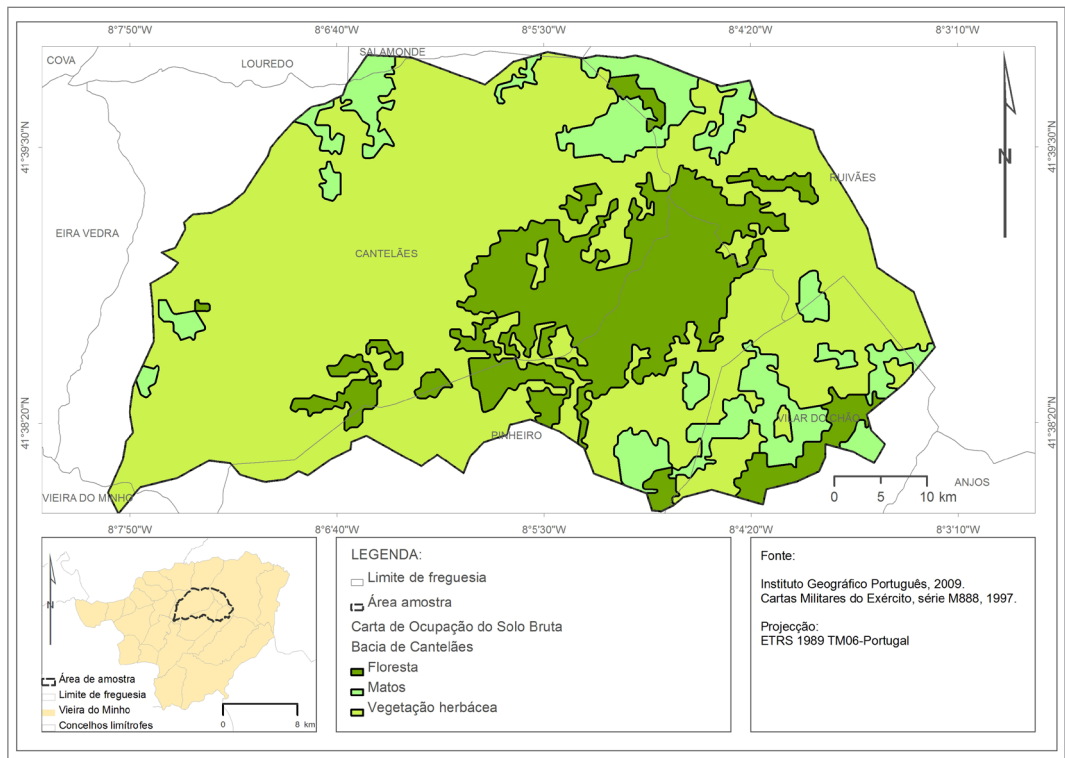 8°7'50"W
8°6'40"W
8°5'30"W
8°4'20"W
8°3'10"W
COVA
LOUREDO
SALAMONDE
41°39'30"N
41°39'30"N
N
RUIVÃES
EIRA VEDRA
CANTELÃES
41°38'20"N
41°38'20"N
VILAR DO CHÃO
PINHEIRO
VIEIRA DO MINHO
ANJOS
0 5 10 km
8°7'50"W
8°6'40"W
8°5'30"W
8°4'20"W
8°3'10"W
N
Área de amostra
Limite de freguesia
Vieira do Minho
Concelhos limítrofes
0 8 km
LEGENDA:
Limite de freguesia
Área amostra
Carta de Ocupação do Solo Bruta
Bacia de Cantelães
Floresta
Matos
Vegetação herbácea
Fonte:
Instituto Geográfico Português, 2009.
Cartas Militares do Exército, série M888, 1997.
Projecção:
ETRS 1989 TM06-Portugal